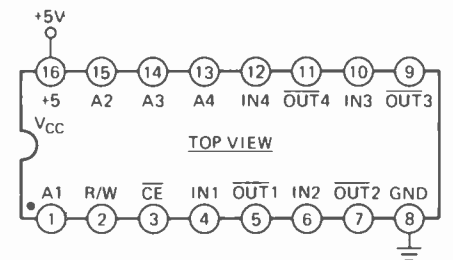 +5V
16 15 14 13 12 11 10 9
+5 A2 A3 A4 IN4 OUT4 IN3 OUT3
VCC
TOP VIEW
A1 R/W CE IN1 OUT1 IN2 OUT2 GND
1 2 3 4 5 6 7 8